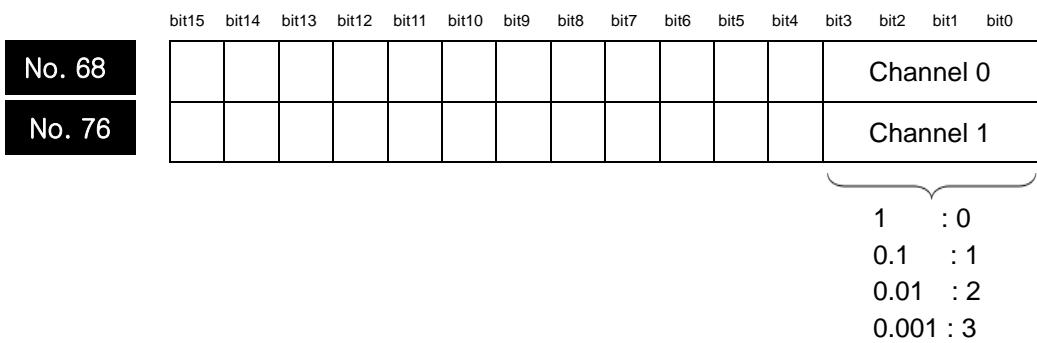 bit15 bit14 bit13 bit12 bit11 bit10 bit9 bit8 bit7 bit6 bit5 bit4 bit3 bit2 bit1 bit0
No. 68 Channel 0
No. 76 Channel 1
1 : 0
0.1 : 1
0.01 : 2
0.001 : 3